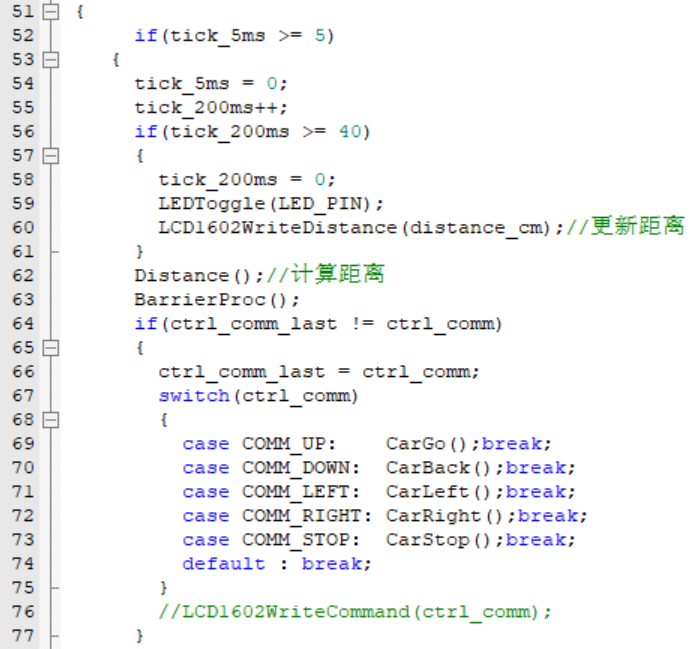 51 {
52 if(tick_5ms >= 5)
53 {
54 tick_5ms = 0;
55 tick_200ms++;
56 if(tick_200ms >= 40)
57 {
58 tick_200ms = 0;
59 LEDToggle(LED_PIN);
60 LCD1602WriteDistance(distance_cm);//更新距离
61 }
62 Distance();//计算距离
63 BarrierProc();
64 if(ctrl_comm_last != ctrl_comm)
65 {
66 ctrl_comm_last = ctrl_comm;
67 switch(ctrl_comm)
68 {
69 case COMM_UP: CarGo();break;
70 case COMM_DOWN: CarBack();break;
71 case COMM_LEFT: CarLeft();break;
72 case COMM_RIGHT: CarRight();break;
73 case COMM_STOP: CarStop();break;
74 default : break;
75 }
76 //LCD1602WriteCommand(ctrl_comm);
77 }